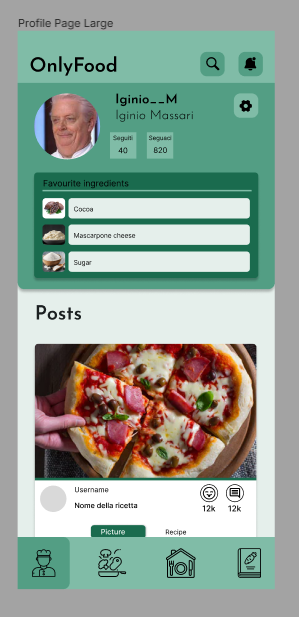 Profile Page Large
OnlyFood
Iginio__M
Iginio Massari
Seguiti
Seguaci
40
820
Favourite ingredients
Cocoa
Mascarpone cheese
Sugar
Posts
Username
Nome della ricetta
12k
12k
Picture
Recipe